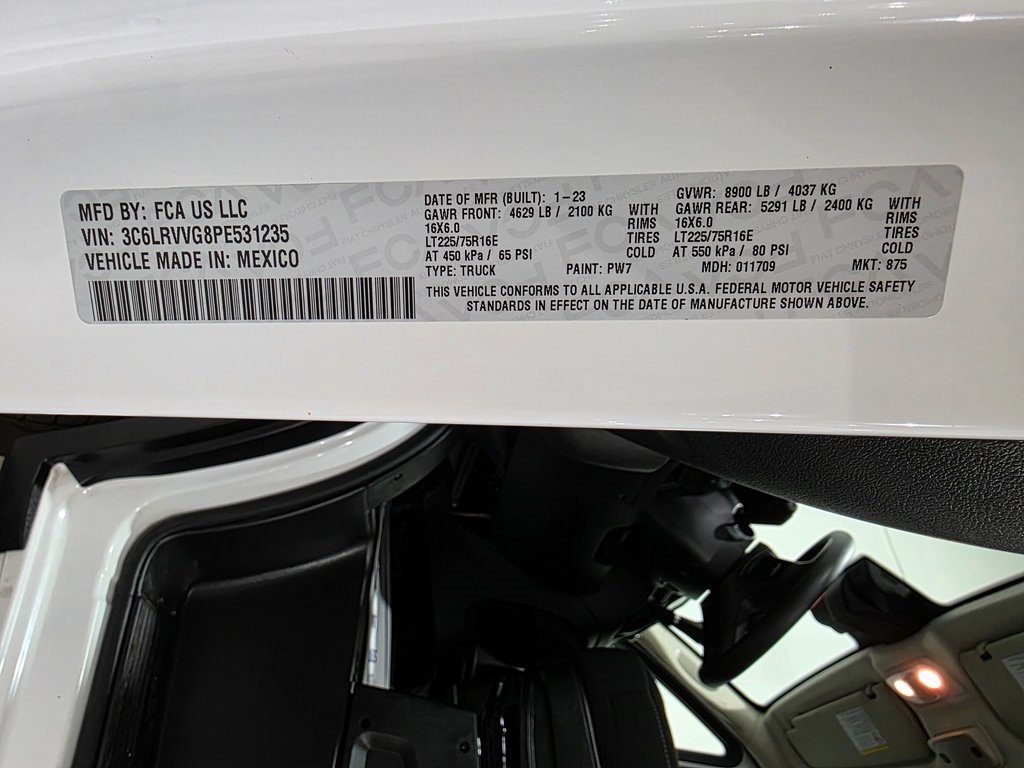 MFD BY: FCA US LLC
VIN: 3C6LRVVG8PE531235
VEHICLE MADE IN: MEXICO
DATE OF MFR (BUILT): 1-23
GAWR FRONT: 4629 LB / 2100 KG WITH
16X6.0 RIMS
LT225/75R16E TIRES
AT 450 kPa / 65 PSI COLD
GVWR: 8900 LB / 4037 KG
GAWR REAR: 5291 LB / 2400 KG WITH
16X6.0 RIMS
LT225/75R16E TIRES
AT 550 kPa / 80 PSI COLD
TYPE: TRUCK PAINT: PW7 MDH: 011709 MKT: 875
THIS VEHICLE CONFORMS TO ALL APPLICABLE U.S.A. FEDERAL MOTOR VEHICLE SAFETY
STANDARDS IN EFFECT ON THE DATE OF MANUFACTURE SHOWN ABOVE.